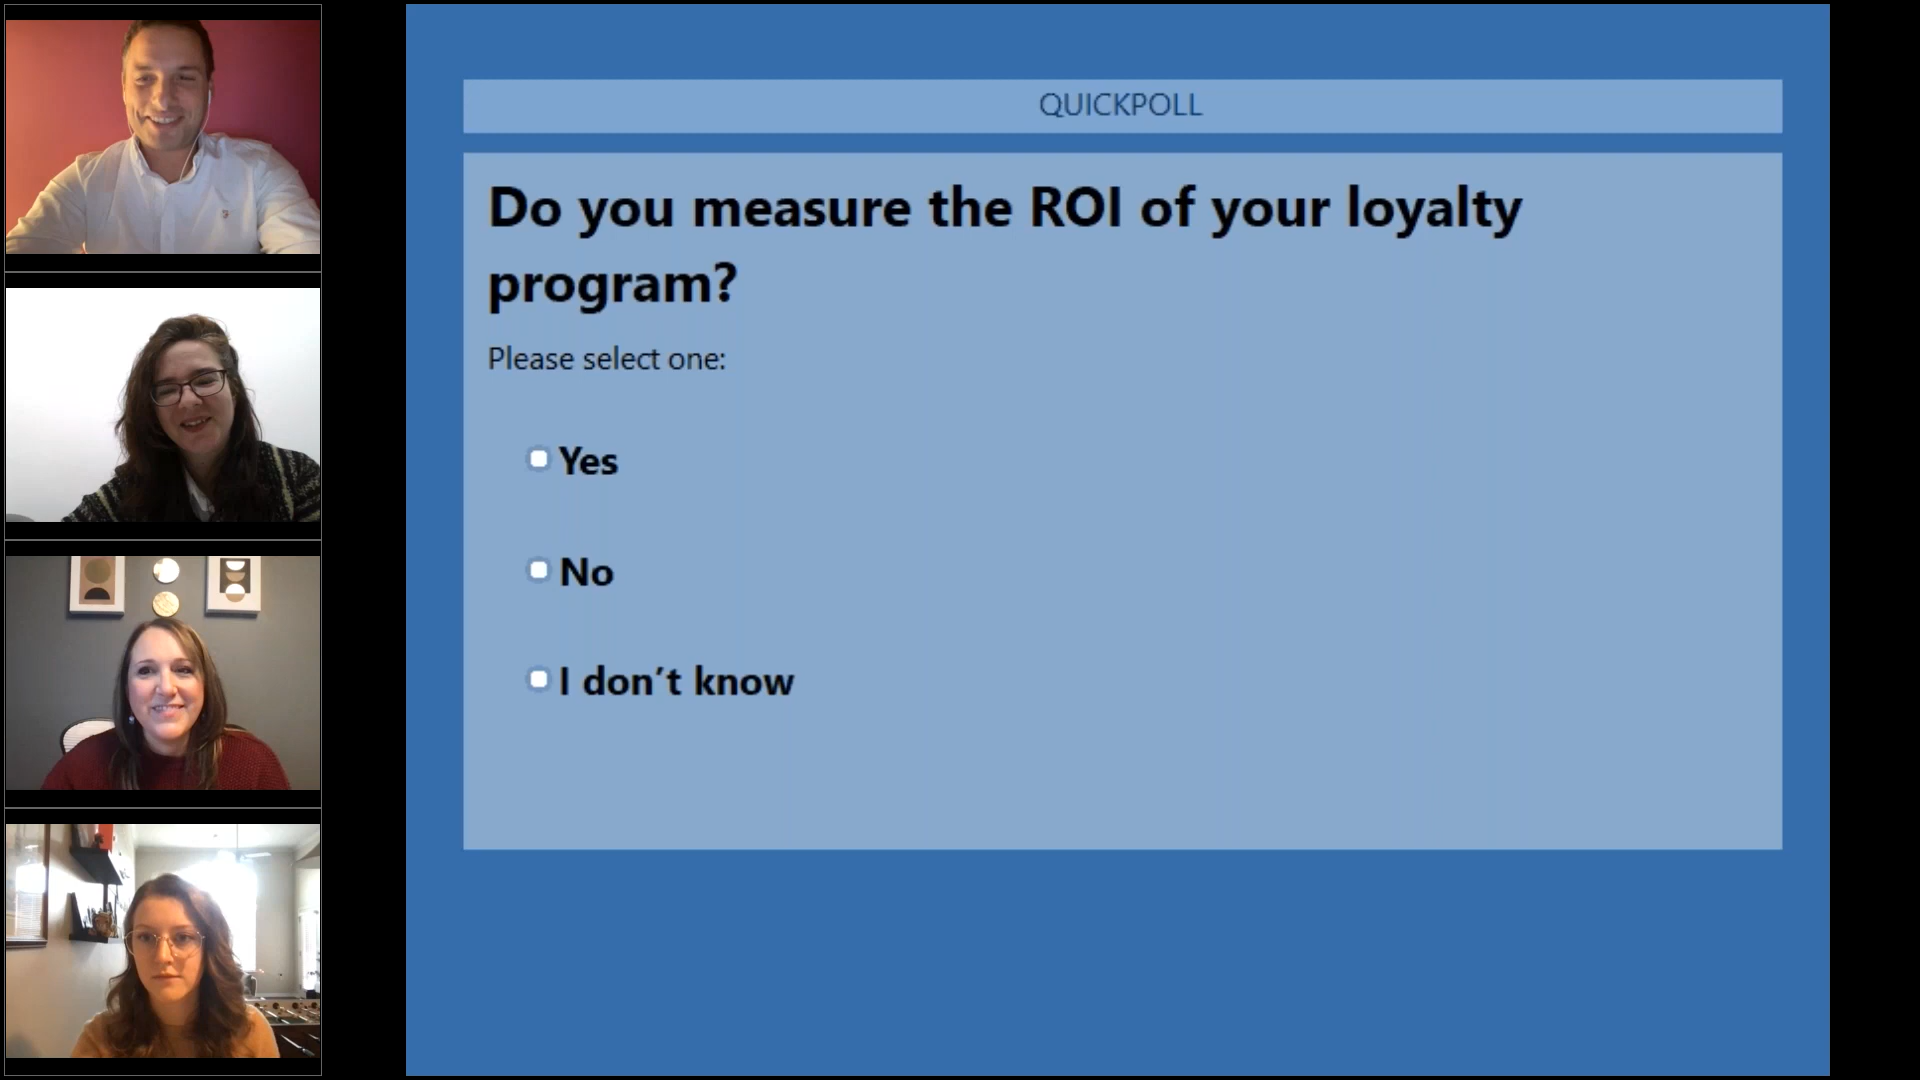 QUICKPOLL
Do you measure the ROI of your loyalty
program?
Please select one:
Yes
No
I don’t know